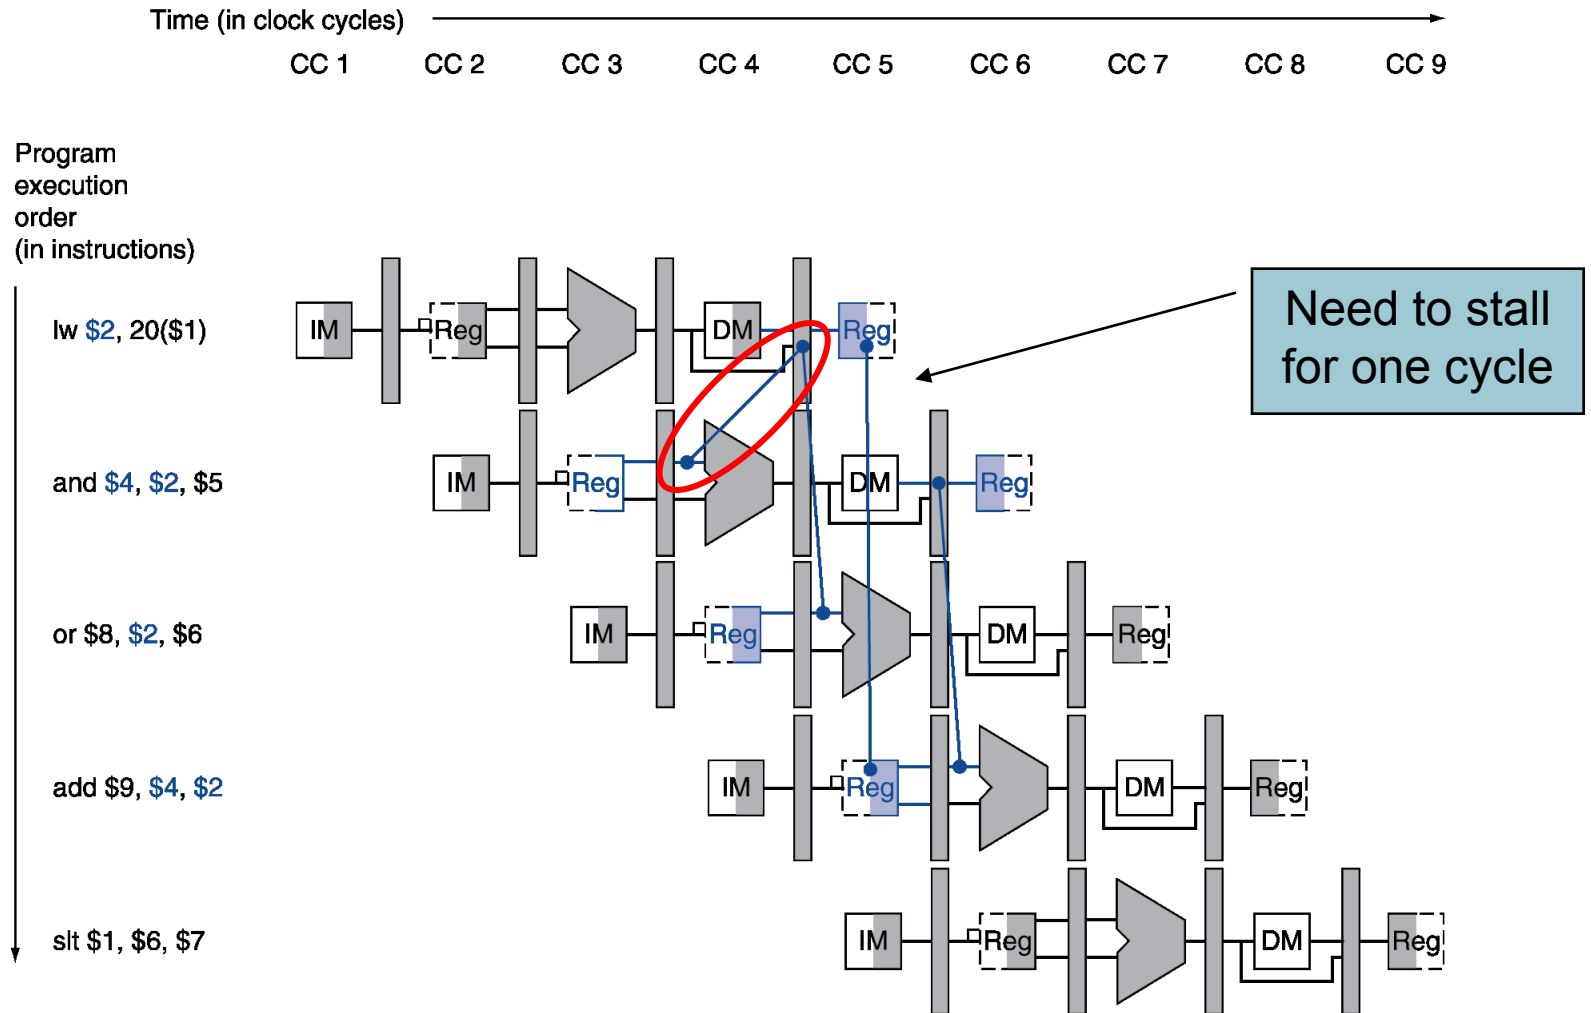 Time (in clock cycles)
CC 1 CC 2 CC 3 CC 4 CC 5 CC 6 CC 7 CC 8 CC 9
Program
execution
order
(in instructions)
Need to stall
for one cycle
lw $2, 20($1) IM Reg DM Reg
and $4, $2, $5 IM Reg DM Reg
or $8, $2, $6 IM Reg DM Reg
add $9, $4, $2 IM Reg DM Reg
slt $1, $6, $7 IM Reg DM Reg